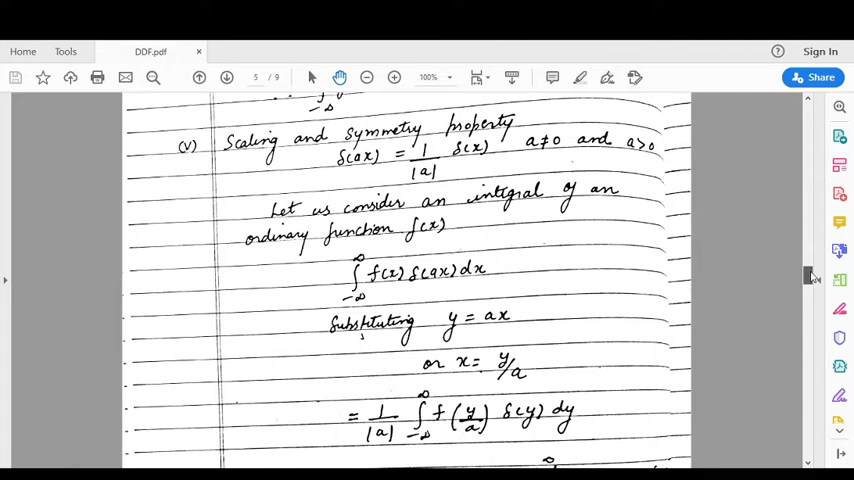 Home Tools DDF.pdf × Sign In
5 / 9 100% Share
−∞
(V) Scaling and symmetry property
δ(ax) = 1/|a| δ(x) a≠0 and a>0
Let us consider an integral of an
ordinary function f(x)
∫−∞^∞ f(x) δ(ax) dx
Substituting y = ax
or x = y/a
= 1/|a| ∫−∞^∞ f(y/a) δ(y) dy
∞